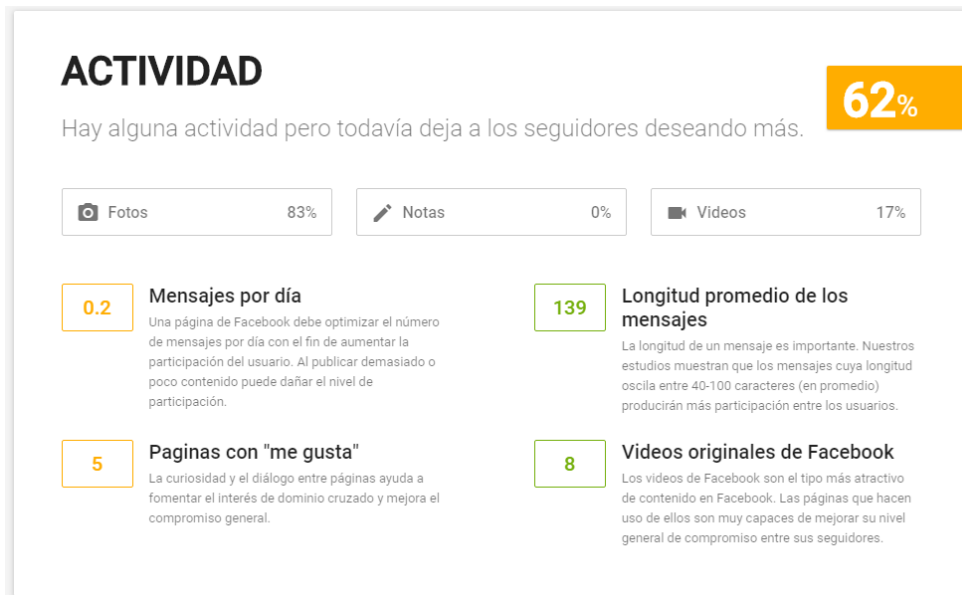 ACTIVIDAD
62%
Hay alguna actividad pero todavía deja a los seguidores deseando más.
Fotos 83%
Notas 0%
Videos 17%
0.2
Mensajes por día
Una página de Facebook debe optimizar el número
de mensajes por día con el fin de aumentar la
participación del usuario. Al publicar demasiado o
poco contenido puede dañar el nivel de
participación.
139
Longitud promedio de los
mensajes
La longitud de un mensaje es importante. Nuestros
estudios muestran que los mensajes cuya longitud
oscila entre 40-100 caracteres (en promedio)
producirán más participación entre los usuarios.
5
Paginas con "me gusta"
La curiosidad y el diálogo entre páginas ayuda a
fomentar el interés de dominio cruzado y mejora el
compromiso general.
8
Videos originales de Facebook
Los videos de Facebook son el tipo más atractivo
de contenido en Facebook. Las páginas que hacen
uso de ellos son muy capaces de mejorar su nivel
general de compromiso entre sus seguidores.